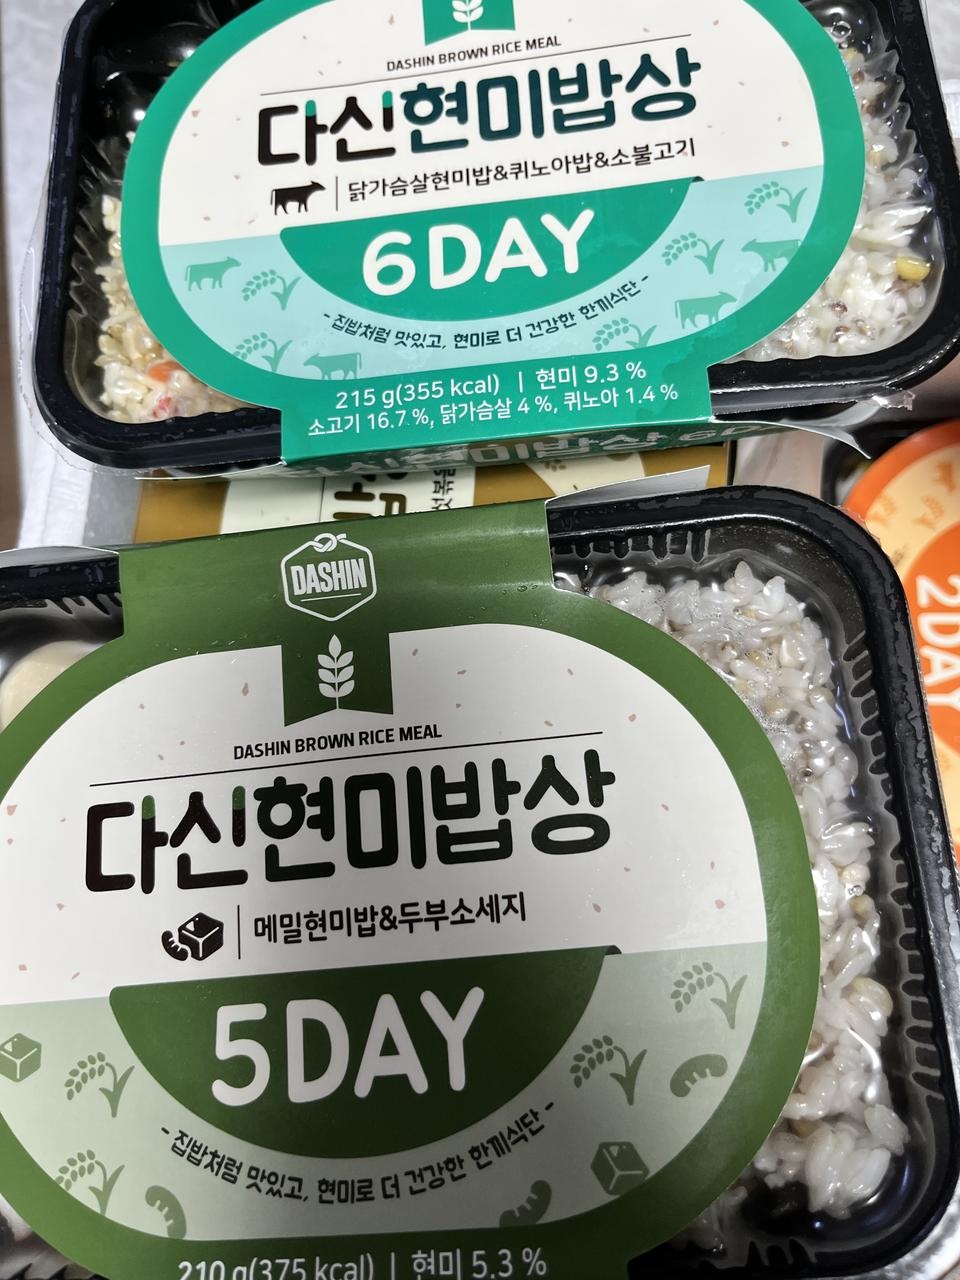 DASHIN BROWN RICE MEAL
다신현미밥상
닭가슴살현미밥&퀴노아밥&소불고기
6DAY
- 집밥처럼 맛있고, 현미로 더 건강한 한끼식단 -
215 g(355 kcal) | 현미 9.3 %
소고기 16.7 %, 닭가슴살 4 %, 퀴노아 1.4 %
현미밥상 6D
2DAY
DASHIN
DASHIN BROWN RICE MEAL
다신현미밥상
메밀현미밥&두부소세지
5DAY
- 집밥처럼 맛있고, 현미로 더 건강한 한끼식단 -
210 g(375 kcal) | 현미 5.3 %